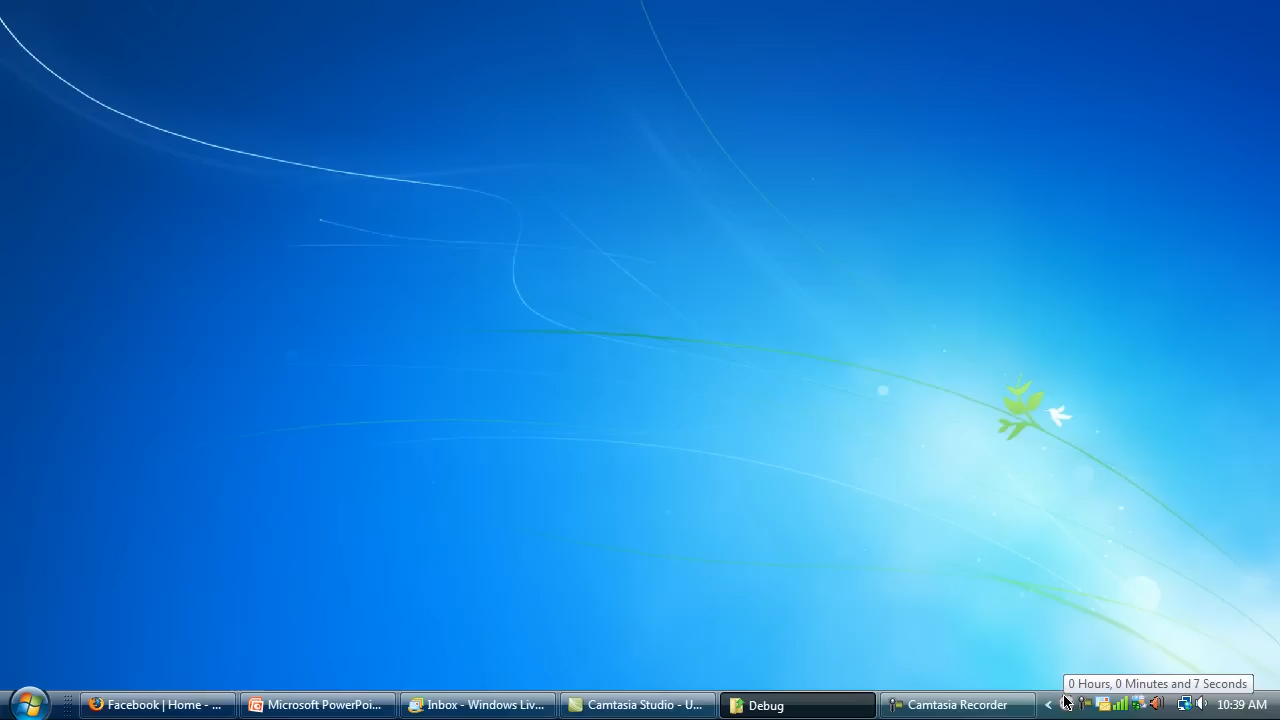 0 Hours, 0 Minutes and 7 Seconds
Facebook | Home - ...
Microsoft PowerPoi...
Inbox - Windows Liv...
Camtasia Studio - U...
Debug
Camtasia Recorder
10:39 AM